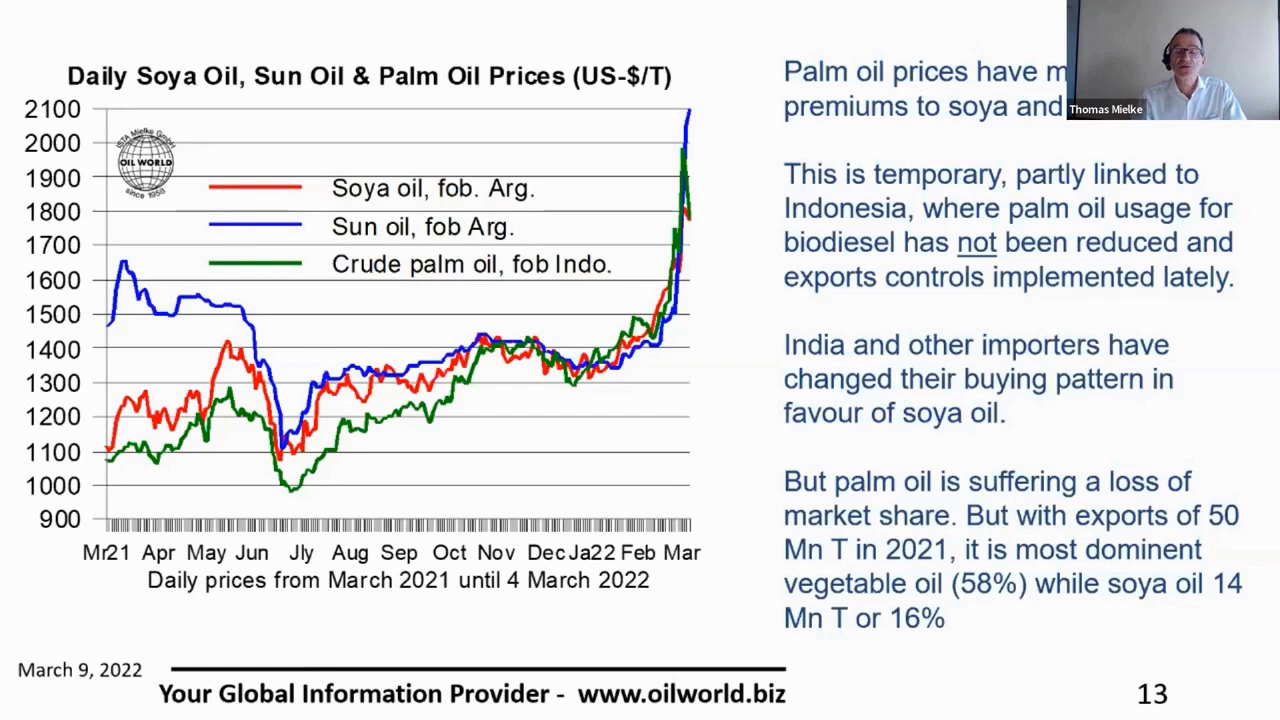 Daily Soya Oil, Sun Oil & Palm Oil Prices (US-$/T)
2100
2000
1900
1800
1700
1600
1500
1400
1300
1200
1100
1000
900
ISTA Mielke GmbH
OIL WORLD
since 1958
Soya oil, fob. Arg.
Sun oil, fob Arg.
Crude palm oil, fob Indo.
Mr21 Apr May Jun Jly Aug Sep Oct Nov Dec Ja22 Feb Mar
Daily prices from March 2021 until 4 March 2022
Palm oil prices have
premiums to soya and
Thomas Mielke
This is temporary, partly linked to
Indonesia, where palm oil usage for
biodiesel has not been reduced and
exports controls implemented lately.
India and other importers have
changed their buying pattern in
favour of soya oil.
But palm oil is suffering a loss of
market share. But with exports of 50
Mn T in 2021, it is most dominent
vegetable oil (58%) while soya oil 14
Mn T or 16%
March 9, 2022
Your Global Information Provider - www.oilworld.biz
13